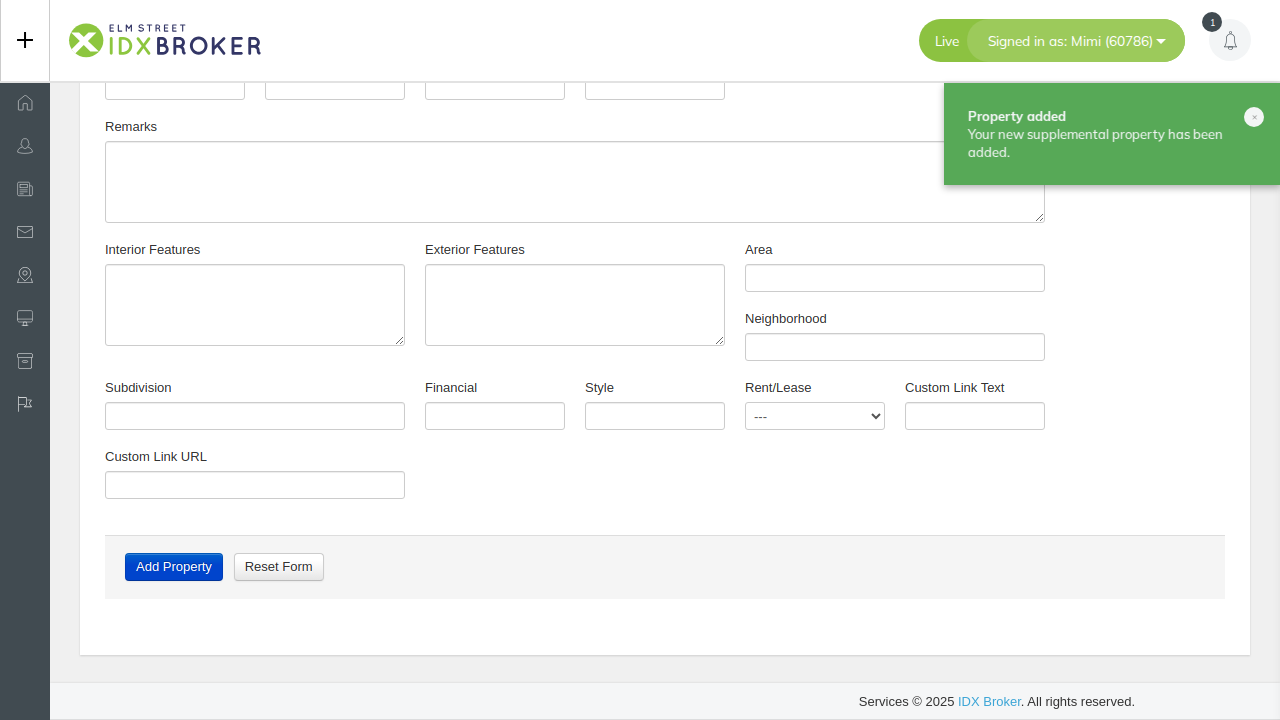 ELM STREET
IDXBROKER
Live
Signed in as: Mimi (60786)
1
Property added
Your new supplemental property has been
added.
×
Remarks
Interior Features
Exterior Features
Area
Neighborhood
Subdivision
Financial
Style
Rent/Lease
Custom Link Text
---
Custom Link URL
Add Property
Reset Form
Services © 2025 IDX Broker. All rights reserved.